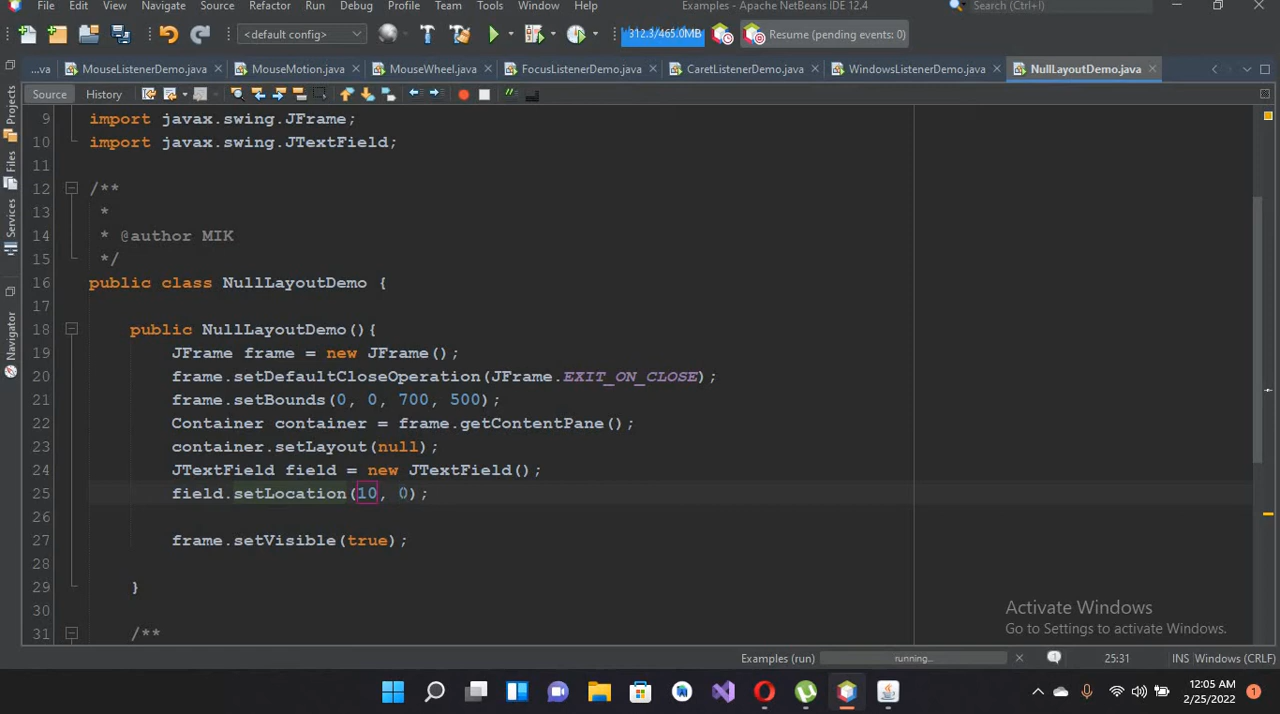 File Edit View Navigate Source Refactor Run Debug Profile Team Tools Window Help Examples - Apache NetBeans IDE 12.4 Search (Ctrl+I)
<default config> 312.3/465.0MB Resume (pending events: 0)
...va MouseListenerDemo.java MouseMotion.java MouseWheel.java FocusListenerDemo.java CaretListenerDemo.java WindowsListenerDemo.java NullLayoutDemo.java
Source History
Projects
Files
Services
Navigator
9 import javax.swing.JFrame;
10 import javax.swing.JTextField;
11
12 /**
13 *
14 * @author MIK
15 */
16 public class NullLayoutDemo {
17
18 public NullLayoutDemo(){
19 JFrame frame = new JFrame();
20 frame.setDefaultCloseOperation(JFrame.EXIT_ON_CLOSE);
21 frame.setBounds(0, 0, 700, 500);
22 Container container = frame.getContentPane();
23 container.setLayout(null);
24 JTextField field = new JTextField();
25 field.setLocation(10, 0);
26
27 frame.setVisible(true);
28
29 }
30
31 /**
Activate Windows
Go to Settings to activate Windows.
Examples (run) running... 25:31 INS Windows (CRLF)
12:05 AM
2/25/2022
1